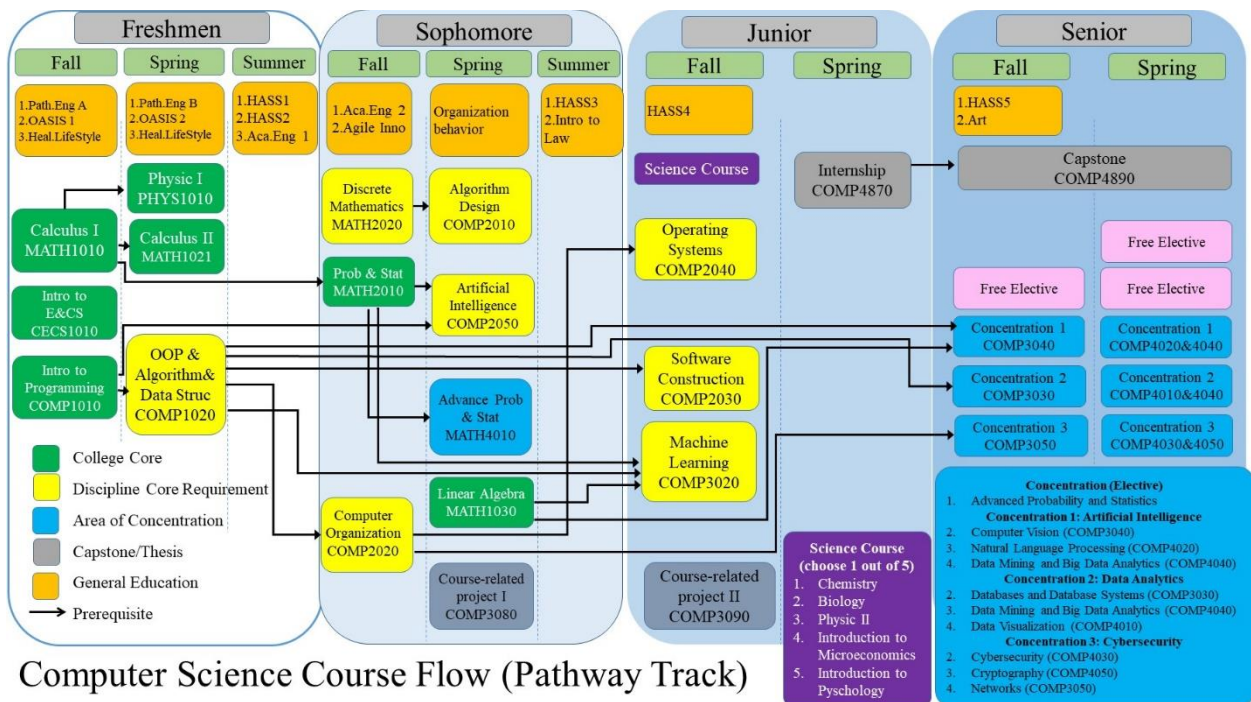 Freshmen
Sophomore
Junior
Senior
Fall
Spring
Summer
Fall
Spring
Summer
Fall
Spring
Fall
Spring
1.Path.Eng A
2.OASIS 1
3.Heal.LifeStyle
1.Path.Eng B
2.OASIS 2
3.Heal.LifeStyle
1.HASS1
2.HASS2
3.Aca.Eng 1
1.Aca.Eng 2
2.Agile Inno
Organization
behavior
1.HASS3
2.Intro to
Law
HASS4
1.HASS5
2.Art
Physic I
PHYS1010
Calculus I
MATH1010
Calculus II
MATH1021
Intro to
E&CS
CECS1010
Intro to
Programming
COMP1010
OOP &
Algorithm&
Data Struc
COMP1020
Discrete
Mathematics
MATH2020
Algorithm
Design
COMP2010
Prob & Stat
MATH2010
Artificial
Intelligence
COMP2050
Advance Prob
& Stat
MATH4010
Linear Algebra
MATH1030
Computer
Organization
COMP2020
Course-related
project I
COMP3080
Science Course
Internship
COMP4870
Capstone
COMP4890
Operating
Systems
COMP2040
Software
Construction
COMP2030
Machine
Learning
COMP3020
Course-related
project II
COMP3090
Free Elective
Free Elective
Free Elective
Concentration 1
COMP3040
Concentration 1
COMP4020&4040
Concentration 2
COMP3030
Concentration 2
COMP4010&4040
Concentration 3
COMP3050
Concentration 3
COMP4030&4050
College Core
Discipline Core Requirement
Area of Concentration
Capstone/Thesis
General Education
Prerequisite
Science Course
(choose 1 out of 5)
1. Chemistry
2. Biology
3. Physic II
4. Introduction to
Microeconomics
5. Introduction to
Pyschology
Concentration (Elective)
1. Advanced Probability and Statistics
Concentration 1: Artificial Intelligence
2. Computer Vision (COMP3040)
3. Natural Language Processing (COMP4020)
4. Data Mining and Big Data Analytics (COMP4040)
Concentration 2: Data Analytics
2. Databases and Database Systems (COMP3030)
3. Data Mining and Big Data Analytics (COMP4040)
4. Data Visualization (COMP4010)
Concentration 3: Cybersecurity
2. Cybersecurity (COMP4030)
3. Cryptography (COMP4050)
4. Networks (COMP3050)
Computer Science Course Flow (Pathway Track)